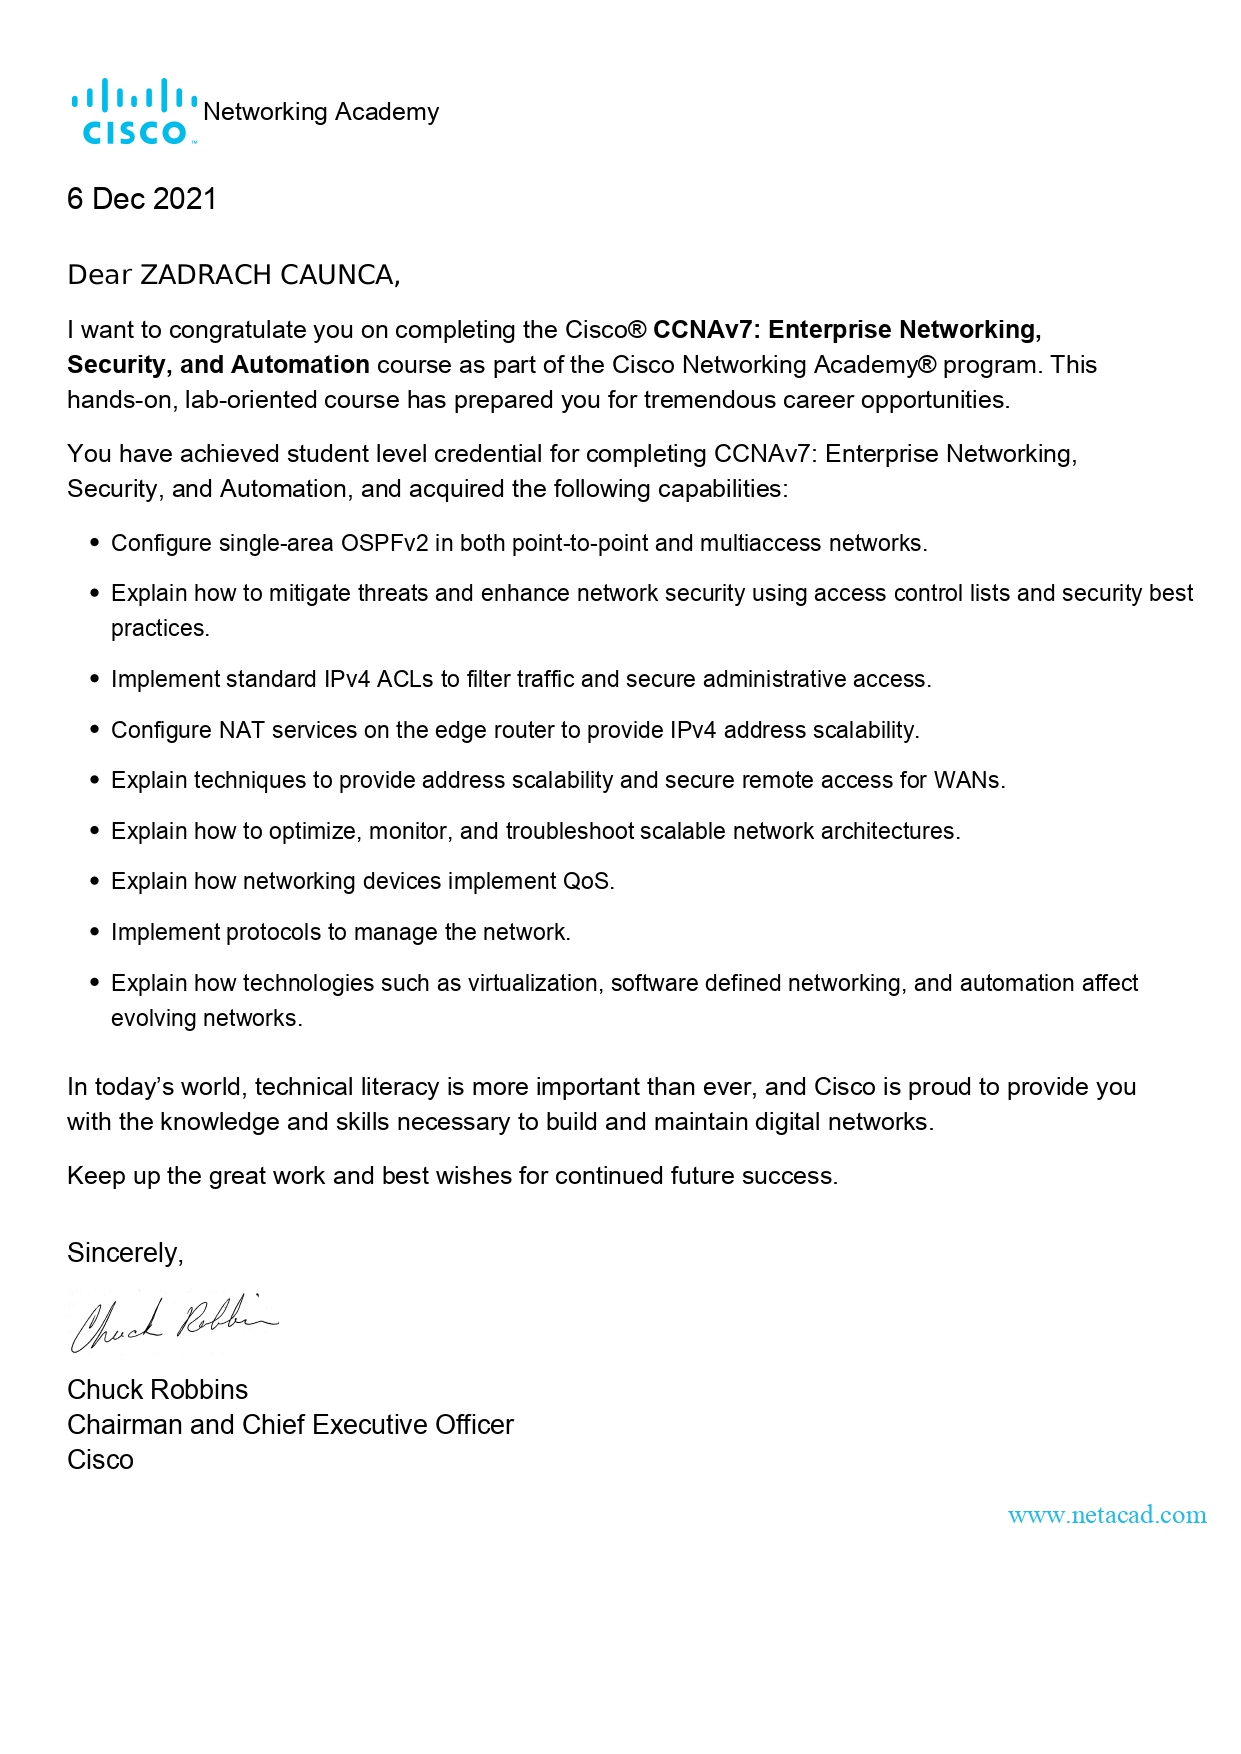 CISCO Networking Academy
6 Dec 2021
Dear ZADRACH CAUNCA,
I want to congratulate you on completing the Cisco® CCNAv7: Enterprise Networking,
Security, and Automation course as part of the Cisco Networking Academy® program. This
hands-on, lab-oriented course has prepared you for tremendous career opportunities.
You have achieved student level credential for completing CCNAv7: Enterprise Networking,
Security, and Automation, and acquired the following capabilities:
• Configure single-area OSPFv2 in both point-to-point and multiaccess networks.
• Explain how to mitigate threats and enhance network security using access control lists and security best
practices.
• Implement standard IPv4 ACLs to filter traffic and secure administrative access.
• Configure NAT services on the edge router to provide IPv4 address scalability.
• Explain techniques to provide address scalability and secure remote access for WANs.
• Explain how to optimize, monitor, and troubleshoot scalable network architectures.
• Explain how networking devices implement QoS.
• Implement protocols to manage the network.
• Explain how technologies such as virtualization, software defined networking, and automation affect
evolving networks.
In today’s world, technical literacy is more important than ever, and Cisco is proud to provide you
with the knowledge and skills necessary to build and maintain digital networks.
Keep up the great work and best wishes for continued future success.
Sincerely,
Chuck Robbins
Chuck Robbins
Chairman and Chief Executive Officer
Cisco
www.netacad.com